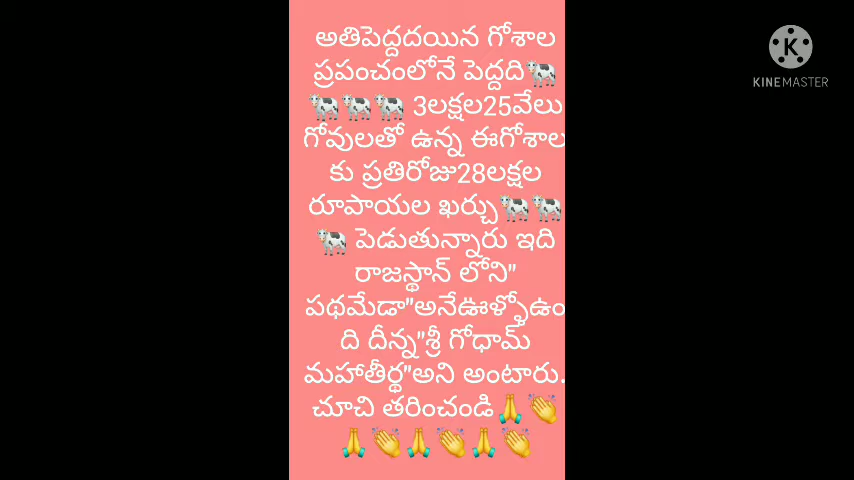 అతిపెద్దదయిన గోశాల
ప్రపంచంలోనే పెద్దది🐄
🐄🐄🐄 3లక్షల25వేలు
గోవులతో ఉన్న ఈగోశాల
కు ప్రతిరోజు28లక్షల
రూపాయల ఖర్చు🐄🐄
🐄 పెడుతున్నారు ఇది
రాజస్థాన్ లోని"
పథమేడా"అనేఊళ్ళోఉం
ది దీన్న"శ్రీ గోధామ్
మహాతీర్థ"అని అంటారు.
చూచి తరించండి🙏👏
🙏👏🙏👏🙏👏
K
KINEMASTER